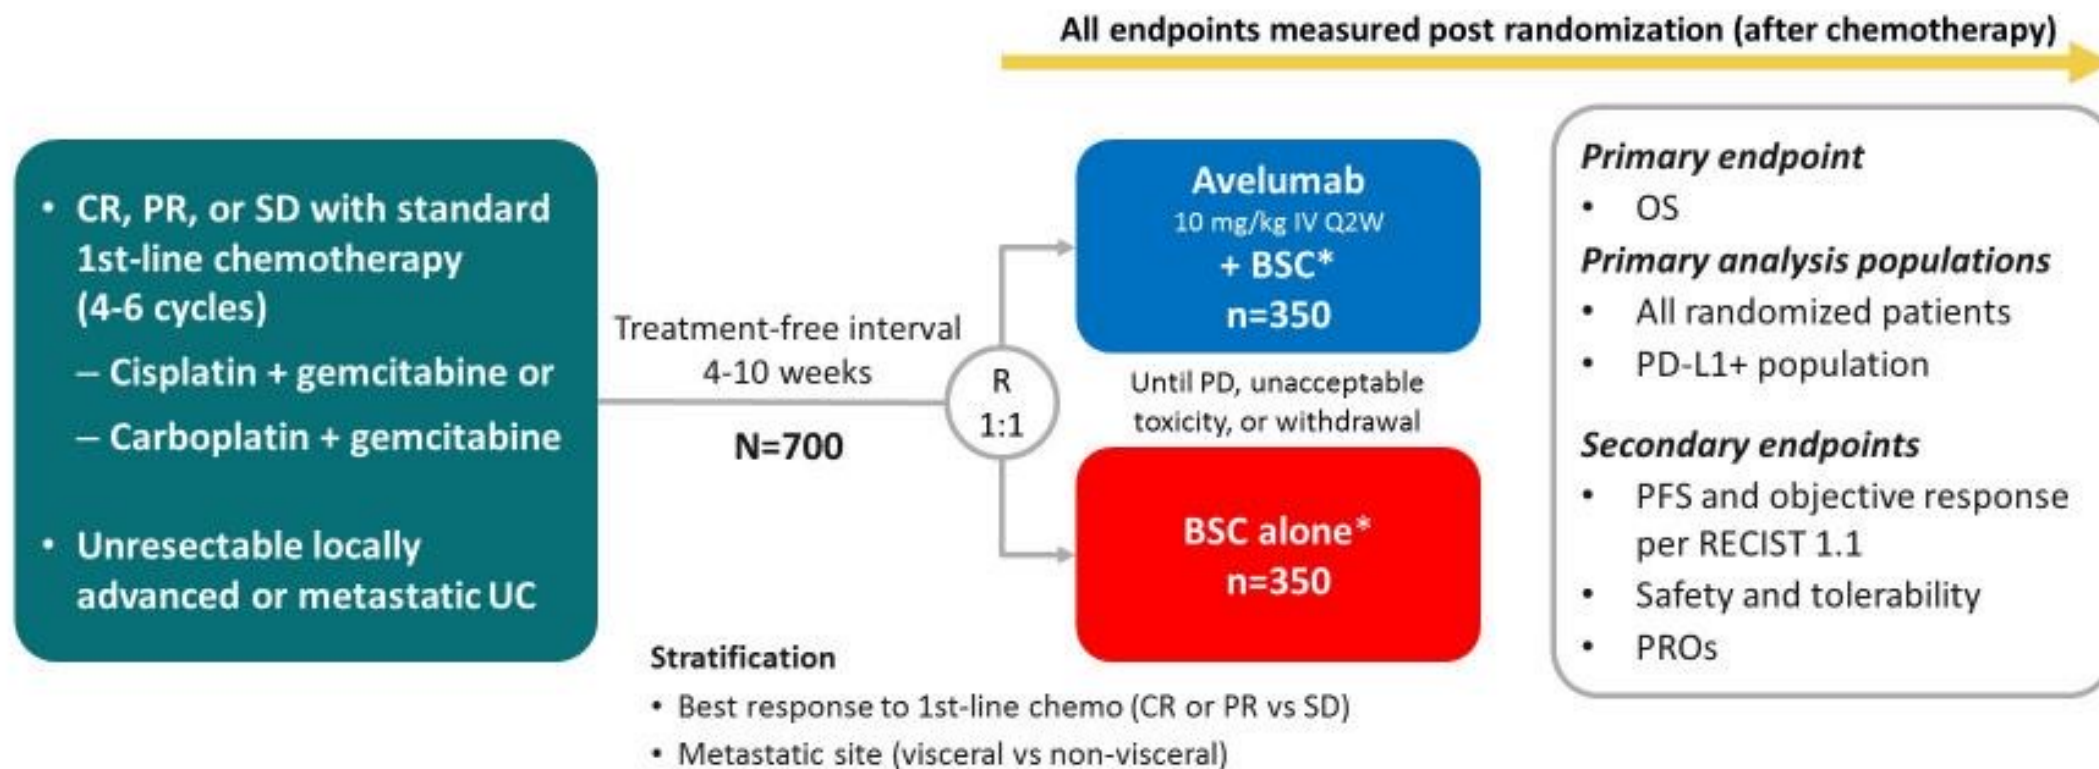 All endpoints measured post randomization (after chemotherapy)
• CR, PR, or SD with standard
1st-line chemotherapy
(4-6 cycles)
– Cisplatin + gemcitabine or
– Carboplatin + gemcitabine
• Unresectable locally
advanced or metastatic UC
Treatment-free interval
4-10 weeks
N=700
R
1:1
Avelumab
10 mg/kg IV Q2W
+ BSC*
n=350
Until PD, unacceptable
toxicity, or withdrawal
BSC alone*
n=350
Stratification
• Best response to 1st-line chemo (CR or PR vs SD)
• Metastatic site (visceral vs non-visceral)
Primary endpoint
• OS
Primary analysis populations
• All randomized patients
• PD-L1+ population
Secondary endpoints
• PFS and objective response
per RECIST 1.1
• Safety and tolerability
• PROs